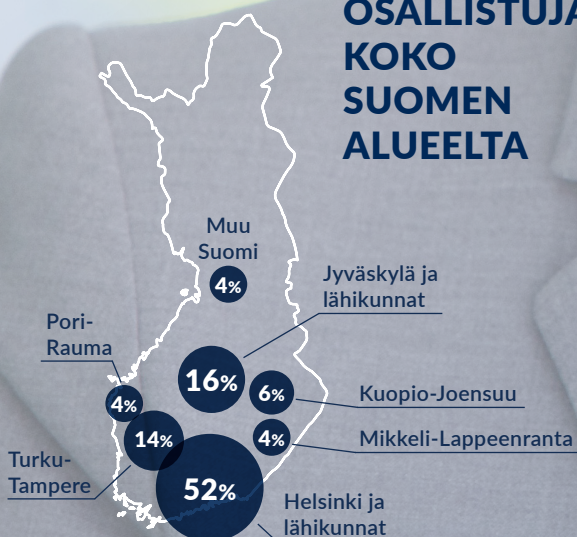 OSALLISTUJA
KOKO
SUOMEN
ALUEELTA
Muu
Suomi
4%
Jyväskylä ja
lähikunnat
16%
Pori-
Rauma
4%
6%
Kuopio-Joensuu
14%
4%
Mikkeli-Lappeenranta
Turku-
Tampere
52%
Helsinki ja
lähikunnat